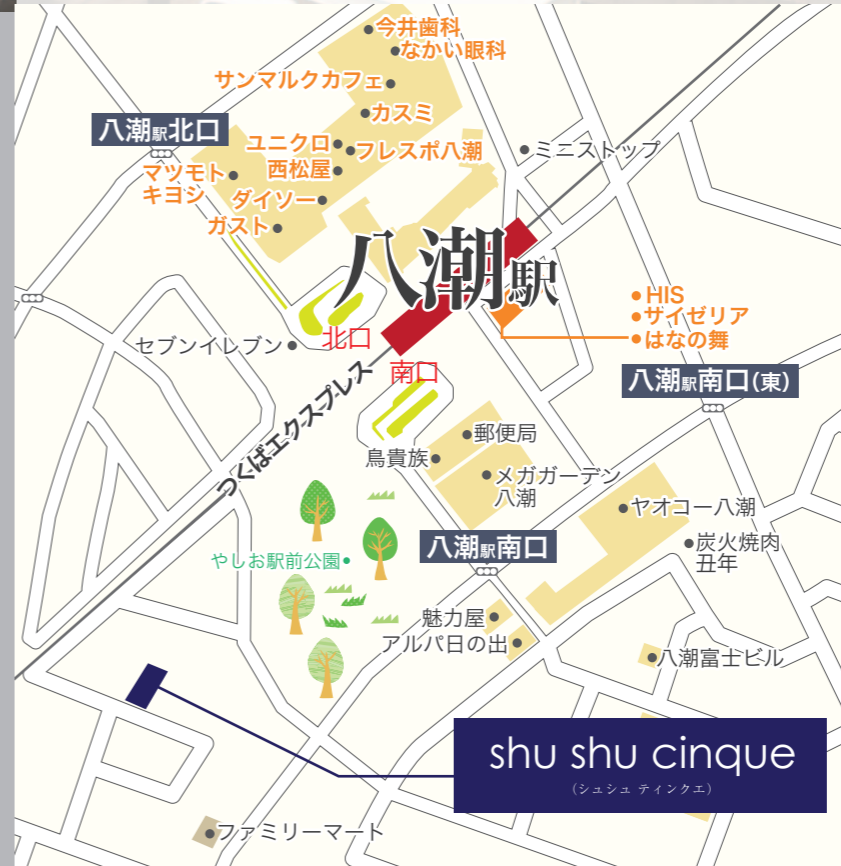 今井歯科
なかい眼科
サンマルクカフェ
カスミ
八潮駅北口
ユニクロ
フレスポ八潮
ミニストップ
西松屋
マツモト
キヨシ
ダイソー
ガスト
八潮駅
HIS
サイゼリア
はなの舞
北口
セブンイレブン
南口
八潮駅南口(東)
つくばエクスプレス
郵便局
鳥貴族
メガガーデン
八潮
ヤオコー八潮
八潮駅南口
炭火焼肉
丑年
やしお駅前公園
魅力屋
アルパ日の出
八潮富士ビル
shu shu cinque
(シュシュ ティンクエ)
ファミリーマート